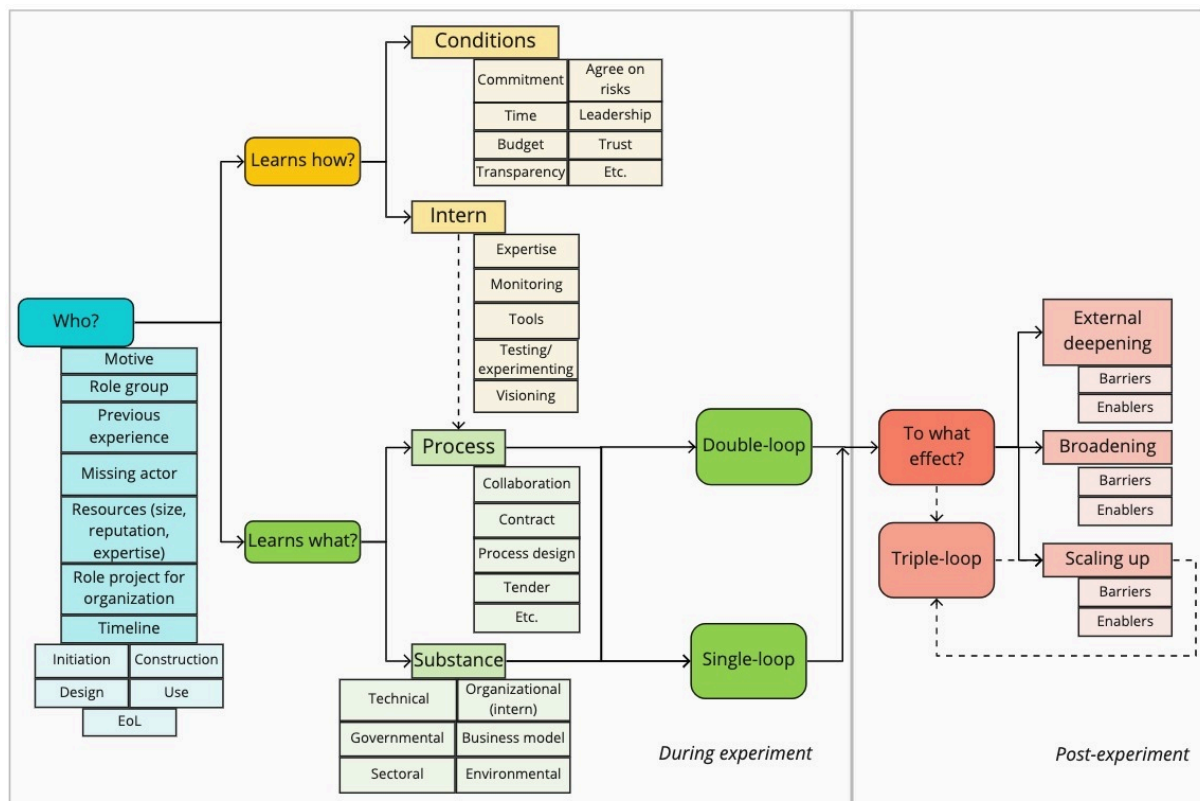 Conditions
Commitment
Agree on
risks
Time
Leadership
Budget
Trust
Transparency
Etc.
Learns how?
Intern
Expertise
Monitoring
Tools
Testing/
experimenting
Visioning
Who?
Motive
Role group
Previous
experience
Missing actor
Resources (size,
reputation,
expertise)
Role project for
organization
Timeline
Initiation
Construction
Design
Use
EoL
Learns what?
Process
Collaboration
Contract
Process design
Tender
Etc.
Substance
Technical
Organizational
(intern)
Governmental
Business model
Sectoral
Environmental
Double-loop
Single-loop
During experiment
To what
effect?
Triple-loop
External
deepening
Barriers
Enablers
Broadening
Barriers
Enablers
Scaling up
Barriers
Enablers
Post-experiment